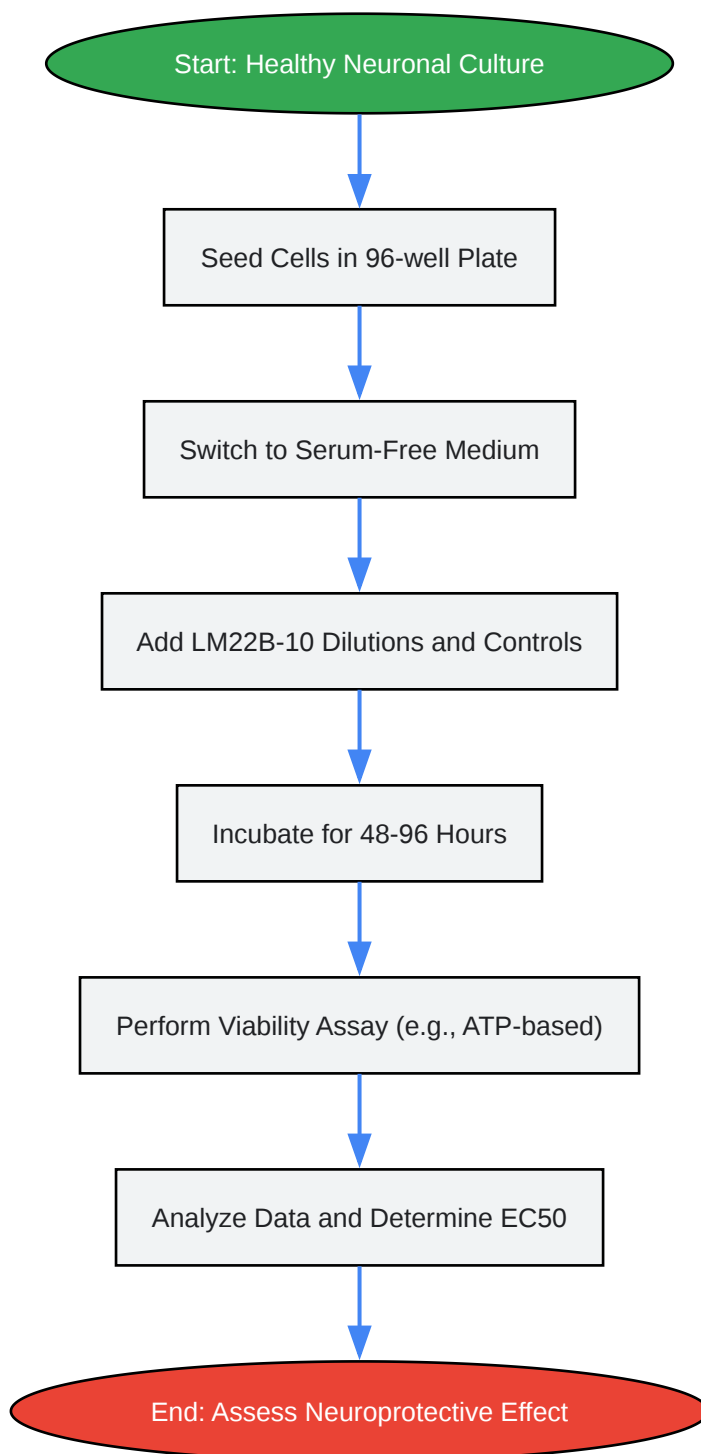 Start: Healthy Neuronal Culture
Seed Cells in 96-well Plate
Switch to Serum-Free Medium
Add LM22B-10 Dilutions and Controls
Incubate for 48-96 Hours
Perform Viability Assay (e.g., ATP-based)
Analyze Data and Determine EC50
End: Assess Neuroprotective Effect